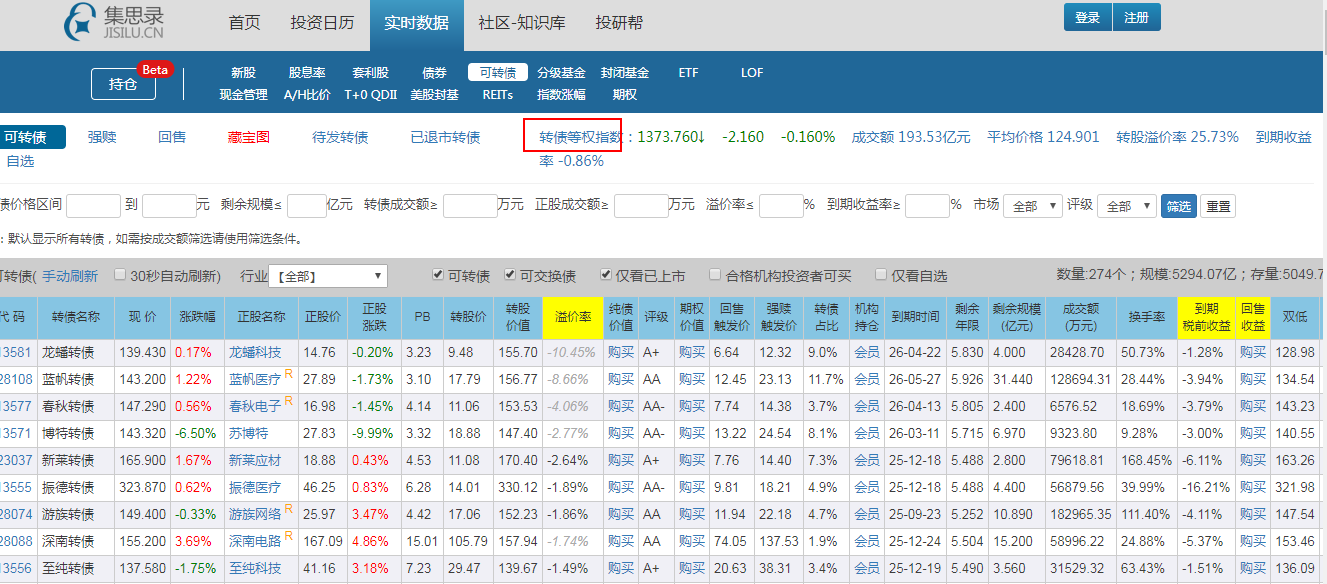 集思录 JISILU.CN 首页 投资日历 实时数据 社区-知识库 投研帮 登录 注册
持仓 Beta
新股 股息率 套利股 债券 可转债 分级基金 封闭基金 ETF LOF
现金管理 A/H比价 T+0 QDII 美股封基 REITs 指数涨幅 期权
可转债 强赎 回售 藏宝图 待发转债 已退市转债 转债等权指数：1373.760↓ -2.160 -0.160% 成交额 193.53亿元 平均价格 124.901 转股溢价率 25.73% 到期收益
自选 率 -0.86%
债价格区间 到 元 剩余规模≤ 亿元 转债成交额≥ 万元 正股成交额≥ 万元 溢价率≤ % 到期收益率≥ % 市场 全部 ▼ 评级 全部 ▼ 筛选 重置
：默认显示所有转债，如需按成交额筛选请使用筛选条件。
可转债( 手动刷新 30秒自动刷新) 行业 【全部】 ▼ 可转债 可交换债 仅看已上市 合格机构投资者可买 仅看自选 数量:274个；规模:5294.07亿；存量:5049.7
代 码 转债名称 现 价 涨跌幅 正股名称 正股价 正股涨跌 PB 转股价 转股价值 溢价率 纯债价值 评级 期权价值 回售触发价 强赎触发价 转债占比 机构持仓 到期时间 剩余年限 剩余规模(亿元) 成交额(万元) 换手率 到期税前收益 回售收益 双低
13581 龙蟠转债 139.430 0.17% 龙蟠科技 14.76 -0.20% 3.23 9.48 155.70 -10.45% 购买 A+ 购买 6.64 12.32 9.0% 会员 26-04-22 5.830 4.000 28428.70 50.73% -1.28% 购买 128.98
28108 蓝帆转债 143.200 1.22% 蓝帆医疗R 27.89 -1.73% 3.10 17.79 156.77 -8.66% 购买 AA 购买 12.45 23.13 11.7% 会员 26-05-27 5.926 31.440 128694.31 28.44% -3.94% 购买 134.54
13577 春秋转债 147.290 0.56% 春秋电子R 16.98 -1.45% 4.14 11.06 153.53 -4.06% 购买 AA- 购买 7.74 14.38 3.7% 会员 26-04-13 5.805 2.400 6576.52 18.69% -3.79% 购买 143.23
13571 博特转债 143.320 -6.50% 苏博特 27.83 -9.99% 3.32 18.88 147.40 -2.77% 购买 AA- 购买 13.22 24.54 8.1% 会员 26-03-11 5.715 6.970 9323.80 9.28% -3.00% 购买 140.55
23037 新莱转债 165.900 1.67% 新莱应材 18.88 0.43% 4.53 11.08 170.40 -2.64% 购买 A+ 购买 7.76 14.40 7.3% 会员 25-12-18 5.488 2.800 79618.81 168.45% -6.11% 购买 163.26
13555 振德转债 323.870 0.62% 振德医疗 46.25 0.83% 6.28 14.01 330.12 -1.89% 购买 AA- 购买 9.81 18.21 4.9% 会员 25-12-18 5.488 4.400 56879.56 39.99% -16.21% 购买 321.98
28074 游族转债 149.400 -0.33% 游族网络R 25.97 3.47% 4.42 17.06 152.23 -1.86% 购买 AA 购买 11.94 22.18 4.7% 会员 25-09-23 5.252 10.890 182965.35 111.40% -4.11% 购买 147.54
28088 深南转债 155.200 3.69% 深南电路R 167.09 4.86% 15.01 105.79 157.94 -1.74% 购买 AA 购买 74.05 137.53 1.9% 会员 25-12-24 5.504 15.200 58996.22 24.88% -5.37% 购买 153.46
13556 至纯转债 137.580 -1.75% 至纯科技 41.16 3.18% 7.23 29.47 139.67 -1.49% 购买 A+ 购买 20.63 38.31 3.4% 会员 25-12-19 5.490 3.560 31529.32 63.43% -1.51% 购买 136.09